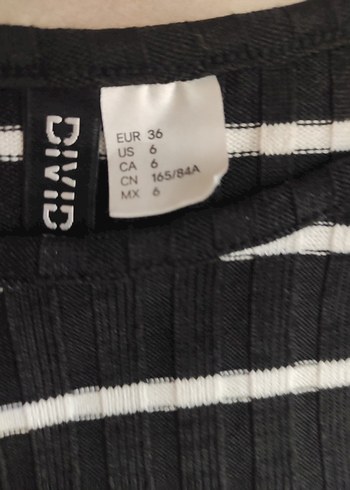 DIVID
EUR 36
US 6
CA 6
CN 165/84A
MX 6